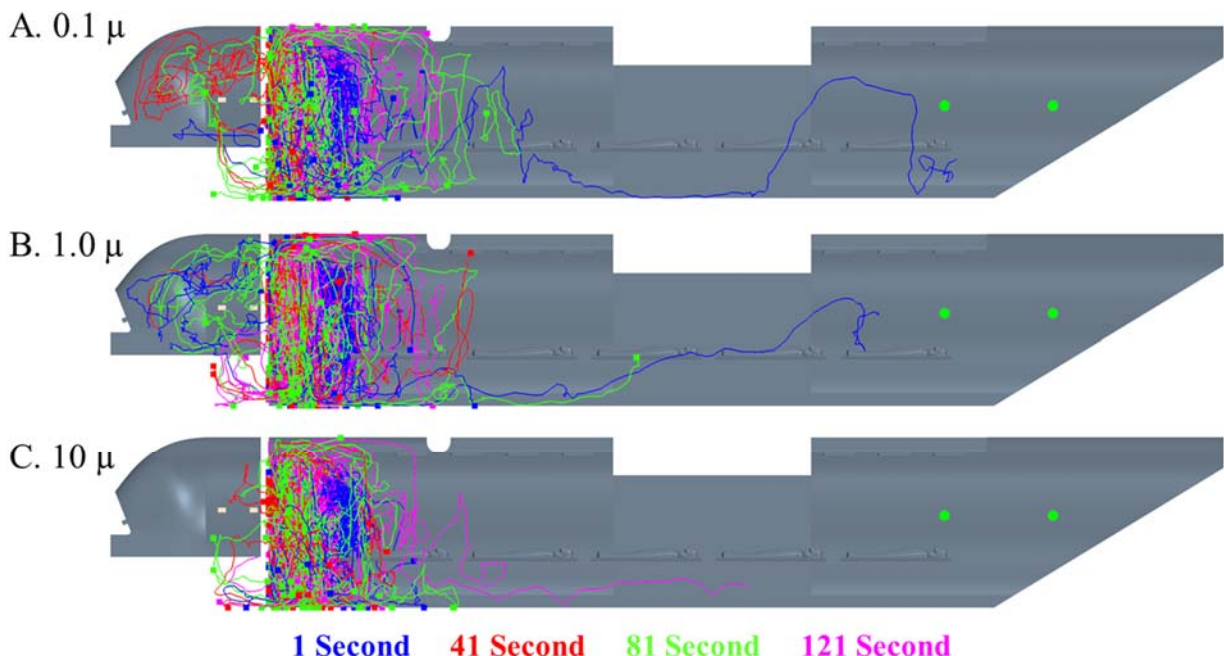 A. 0.1 μ
B. 1.0 μ
C. 10 μ
1 Second 41 Second 81 Second 121 Second